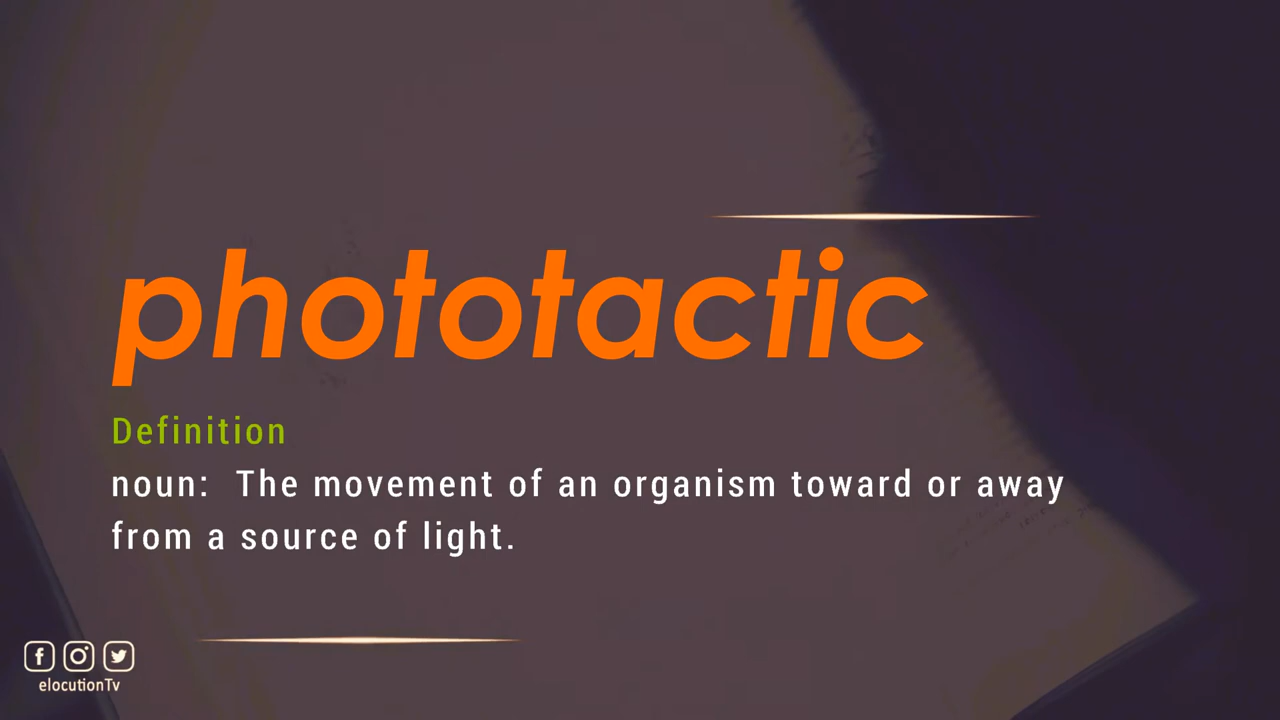 phototactic
Definition
noun: The movement of an organism toward or away
from a source of light.
elocutionTv